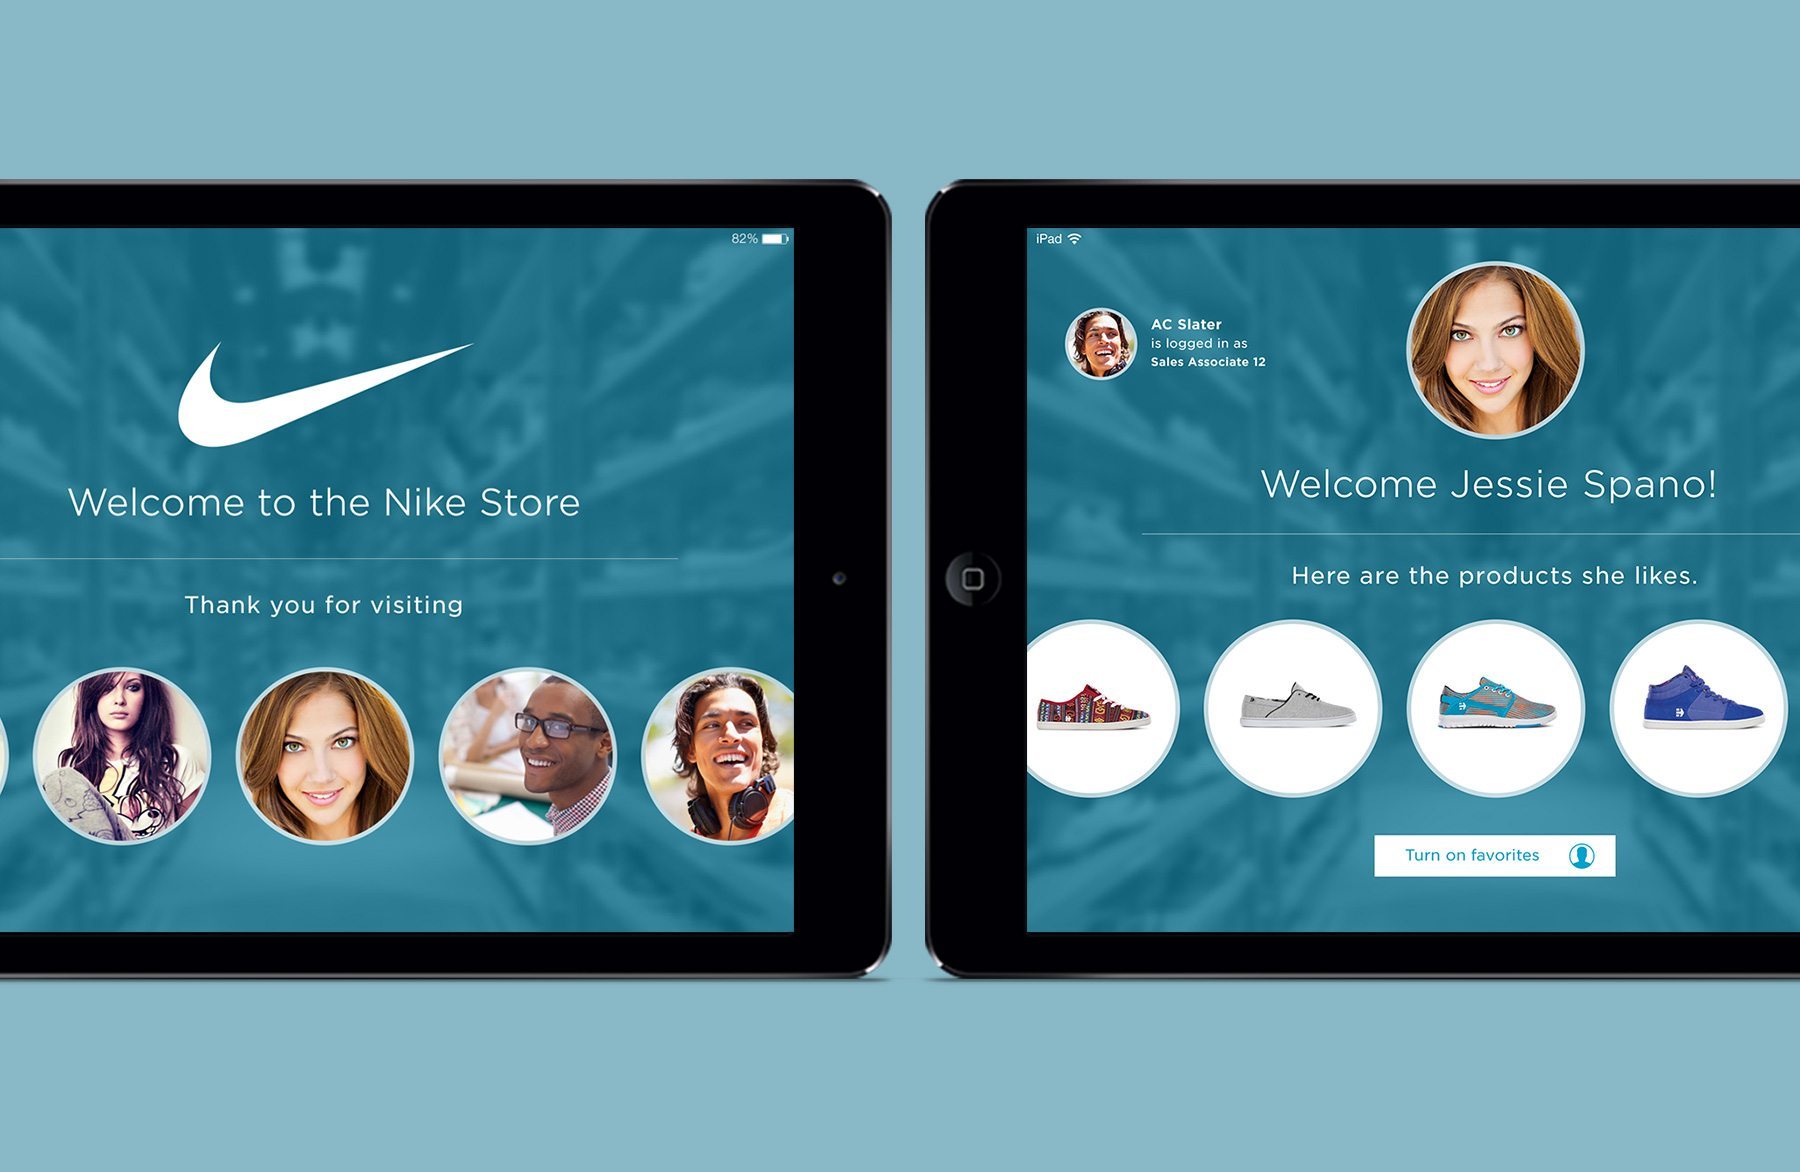 82%
Welcome to the Nike Store
Thank you for visiting
iPad
AC Slater
is logged in as
Sales Associate 12
Welcome Jessie Spano!
Here are the products she likes.
Turn on favorites